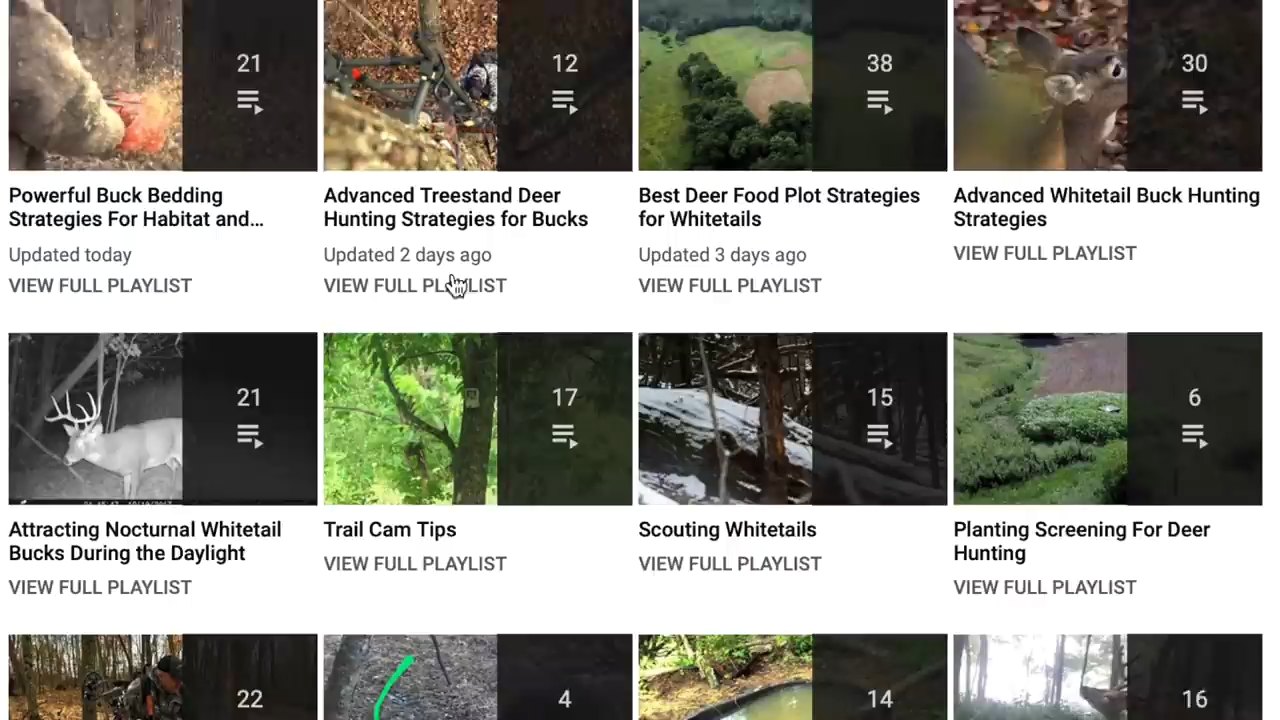 21
12
38
30
Powerful Buck Bedding
Strategies For Habitat and...
Updated today
VIEW FULL PLAYLIST
Advanced Treestand Deer
Hunting Strategies for Bucks
Updated 2 days ago
VIEW FULL PLAYLIST
Best Deer Food Plot Strategies
for Whitetails
Updated 3 days ago
VIEW FULL PLAYLIST
Advanced Whitetail Buck Hunting
Strategies
VIEW FULL PLAYLIST
21
17
15
6
Attracting Nocturnal Whitetail
Bucks During the Daylight
VIEW FULL PLAYLIST
Trail Cam Tips
VIEW FULL PLAYLIST
Scouting Whitetails
VIEW FULL PLAYLIST
Planting Screening For Deer
Hunting
VIEW FULL PLAYLIST
22
4
14
16